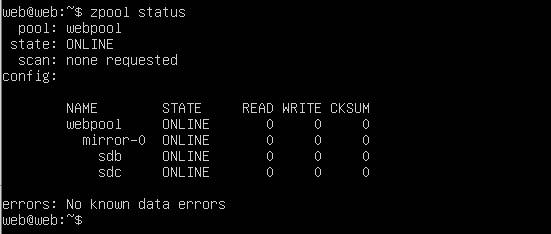 web@web:~$ zpool status
  pool: webpool
 state: ONLINE
  scan: none requested
config:

        NAME        STATE     READ WRITE CKSUM
        webpool     ONLINE       0     0     0
          mirror-0  ONLINE       0     0     0
            sdb     ONLINE       0     0     0
            sdc     ONLINE       0     0     0

errors: No known data errors
web@web:~$